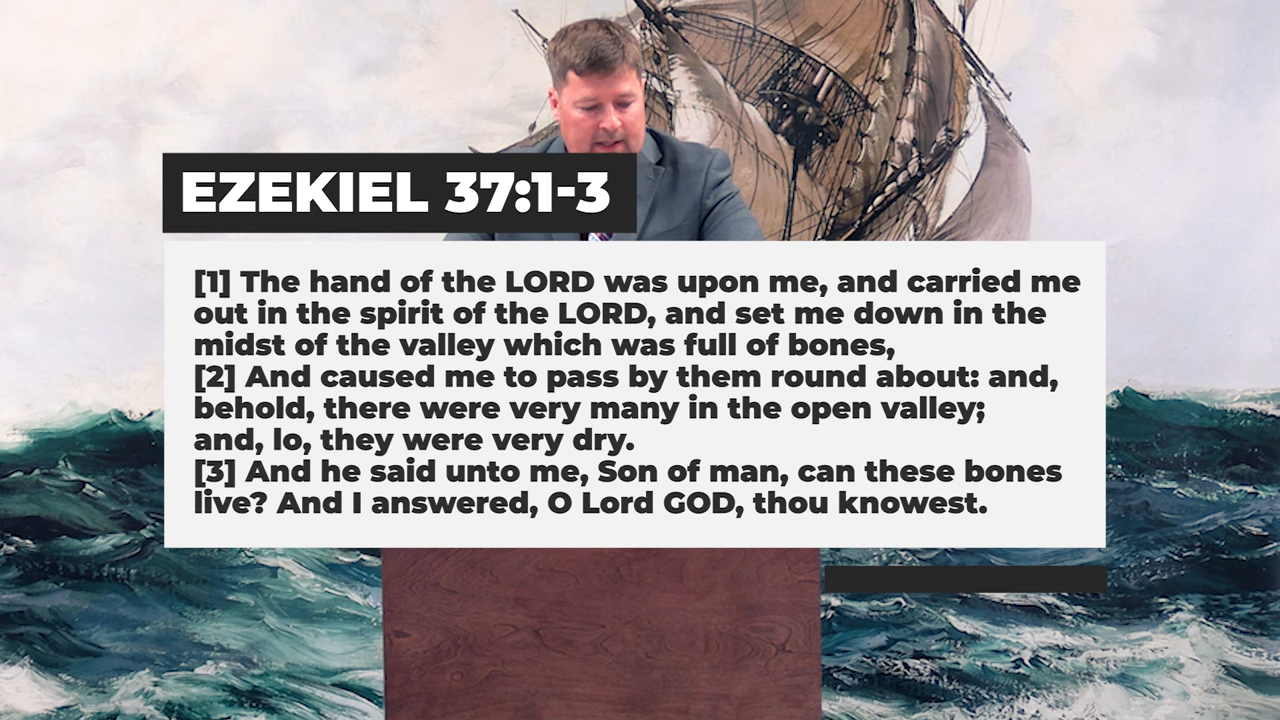 EZEKIEL 37:1-3
[1] The hand of the LORD was upon me, and carried me
out in the spirit of the LORD, and set me down in the
midst of the valley which was full of bones,
[2] And caused me to pass by them round about: and,
behold, there were very many in the open valley;
and, lo, they were very dry.
[3] And he said unto me, Son of man, can these bones
live? And I answered, O Lord GOD, thou knowest.